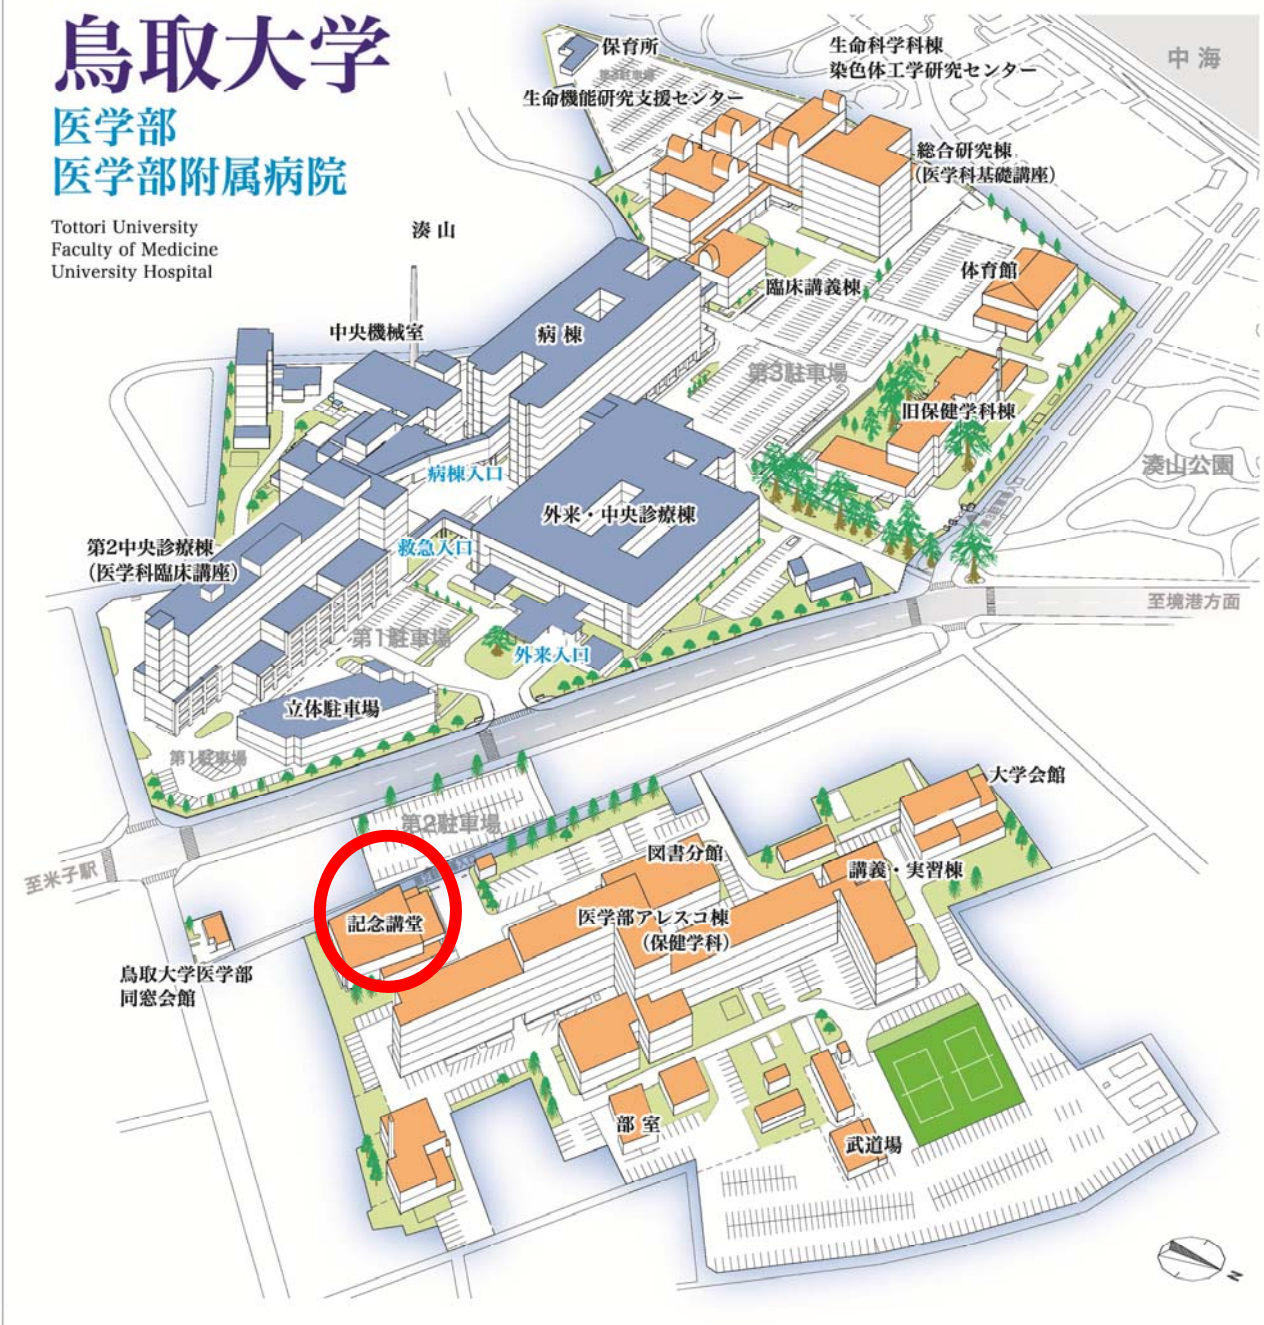 鳥取大学
医学部
医学部附属病院
Tottori University
Faculty of Medicine
University Hospital
湊山
保育所
生命機能研究支援センター
生命科学科棟
染色体工学研究センター
中海
総合研究棟
(医学科基礎講座)
体育館
臨床講義棟
中央機械室
病棟
第3駐車場
旧保健学科棟
湊山公園
病棟入口
外来・中央診療棟
救急入口
第2中央診療棟
(医学科臨床講座)
至境港方面
第1駐車場
外来入口
立体駐車場
第1駐車場
大学会館
第2駐車場
至米子駅
図書分館
講義・実習棟
記念講堂
医学部アレスコ棟
(保健学科)
鳥取大学医学部
同窓会館
部室
武道場
N